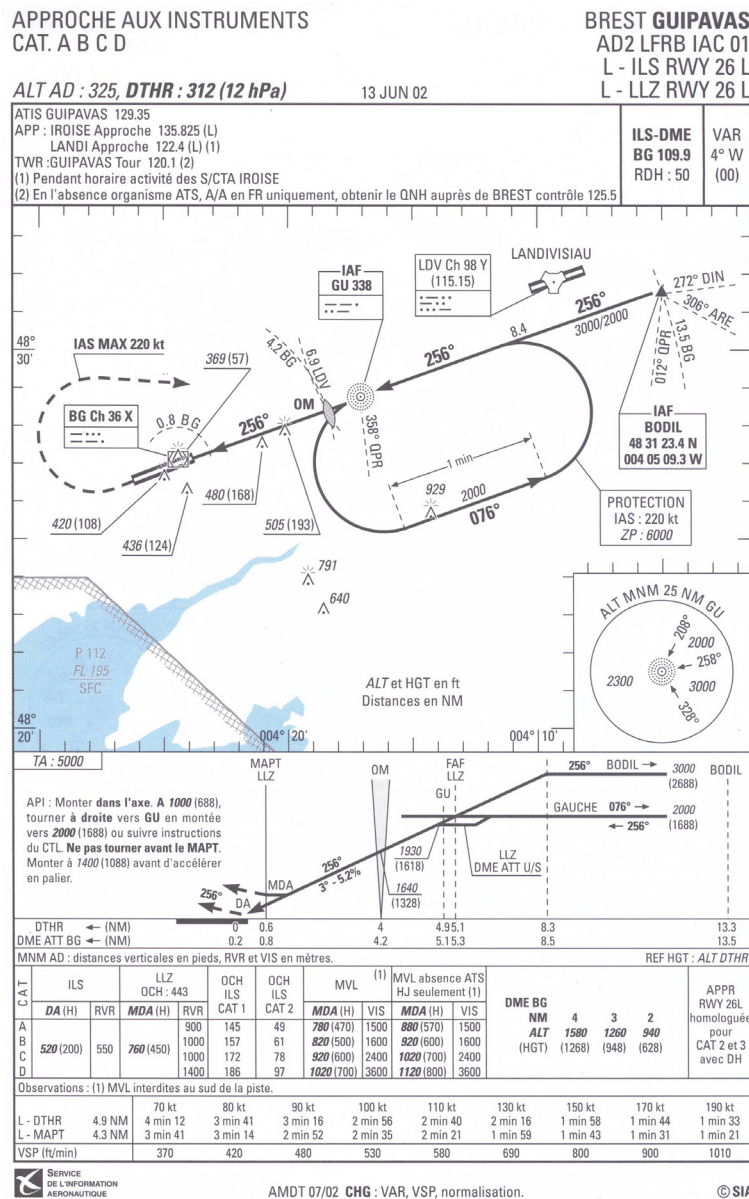 APPROCHE AUX INSTRUMENTS
CAT. A B C D
BREST GUIPAVAS
AD2 LFRB IAC 01
L - ILS RWY 26 L
L - LLZ RWY 26 L
ALT AD : 325, DTHR : 312 (12 hPa)
13 JUN 02
ATIS GUIPAVAS 129.35
APP : IROISE Approche 135.825 (L)
LANDI Approche 122.4 (L) (1)
TWR :GUIPAVAS Tour 120.1 (2)
(1) Pendant horaire activité des S/CTA IROISE
(2) En l'absence organisme ATS, A/A en FR uniquement, obtenir le QNH auprès de BREST contrôle 125.5
ILS-DME
BG 109.9
RDH : 50
VAR
4° W
(00)
LANDIVISIAU
LDV Ch 98 Y
(115.15)
IAF
GU 338
272° DIN
306° ARE
13.5 BG
012° QPR
256°
3000/2000
8.4
256°
48°
30'
IAS MAX 220 kt
369 (57)
4.2 BG
6.9 LDV
OM
358° QPR
BG Ch 36 X
0.8 BG
256°
IAF
BODIL
48 31 23.4 N
004 05 09.3 W
1 min
929
2000
076°
480 (168)
505 (193)
420 (108)
436 (124)
PROTECTION
IAS : 220 kt
ZP : 6000
791
640
P 112
FL 195
SFC
ALT et HGT en ft
Distances en NM
ALT MNM 25 NM GU
208°
2000
258°
2300
3000
328°
48°
20'
004° 20'
004° 10'
TA : 5000
MAPT
LLZ
OM
FAF
LLZ
GU
256° BODIL → 3000
(2688)
BODIL
API : Monter dans l'axe. A 1000 (688),
tourner à droite vers GU en montée
vers 2000 (1688) ou suivre instructions
du CTL. Ne pas tourner avant le MAPT.
Monter à 1400 (1088) avant d'accélérer
en palier.
GAUCHE 076° → 2000
← 256° (1688)
1930
(1618)
LLZ
DME ATT U/S
256°
3° - 5.2%
1640
(1328)
MDA
256°
DA
DTHR ← (NM) 0 0.6 4 4.9 5.1 8.3 13.3
DME ATT BG ← (NM) 0.2 0.8 4.2 5.1 5.3 8.5 13.5
MNM AD : distances verticales en pieds, RVR et VIS en mètres.
REF HGT : ALT DTHR
CAT
ILS
LLZ
OCH : 443
OCH
ILS
CAT 1
OCH
ILS
CAT 2
MVL (1)
MVL absence ATS
HJ seulement (1)
DA (H) RVR MDA (H) RVR MDA (H) VIS MDA (H) VIS
A 900 145 49 780 (470) 1500 880 (570) 1500
B 1000 157 61 820 (500) 1600 920 (600) 1600
520 (200) 550 760 (450)
C 1000 172 78 920 (600) 2400 1020 (700) 2400
D 1400 186 97 1020 (700) 3600 1120 (800) 3600
DME BG
NM 4 3 2
ALT 1580 1260 940
(HGT) (1268) (948) (628)
APPR
RWY 26L
homologuée
pour
CAT 2 et 3
avec DH
Observations : (1) MVL interdites au sud de la piste.
70 kt 80 kt 90 kt 100 kt 110 kt 130 kt 150 kt 170 kt 190 kt
L - DTHR 4.9 NM 4 min 12 3 min 41 3 min 16 2 min 56 2 min 40 2 min 16 1 min 58 1 min 44 1 min 33
L - MAPT 4.3 NM 3 min 41 3 min 14 2 min 52 2 min 35 2 min 21 1 min 59 1 min 43 1 min 31 1 min 21
VSP (ft/min) 370 420 480 530 580 690 800 900 1010
SERVICE
DE L'INFORMATION
AERONAUTIQUE
AMDT 07/02 CHG : VAR, VSP, normalisation.
© SIA